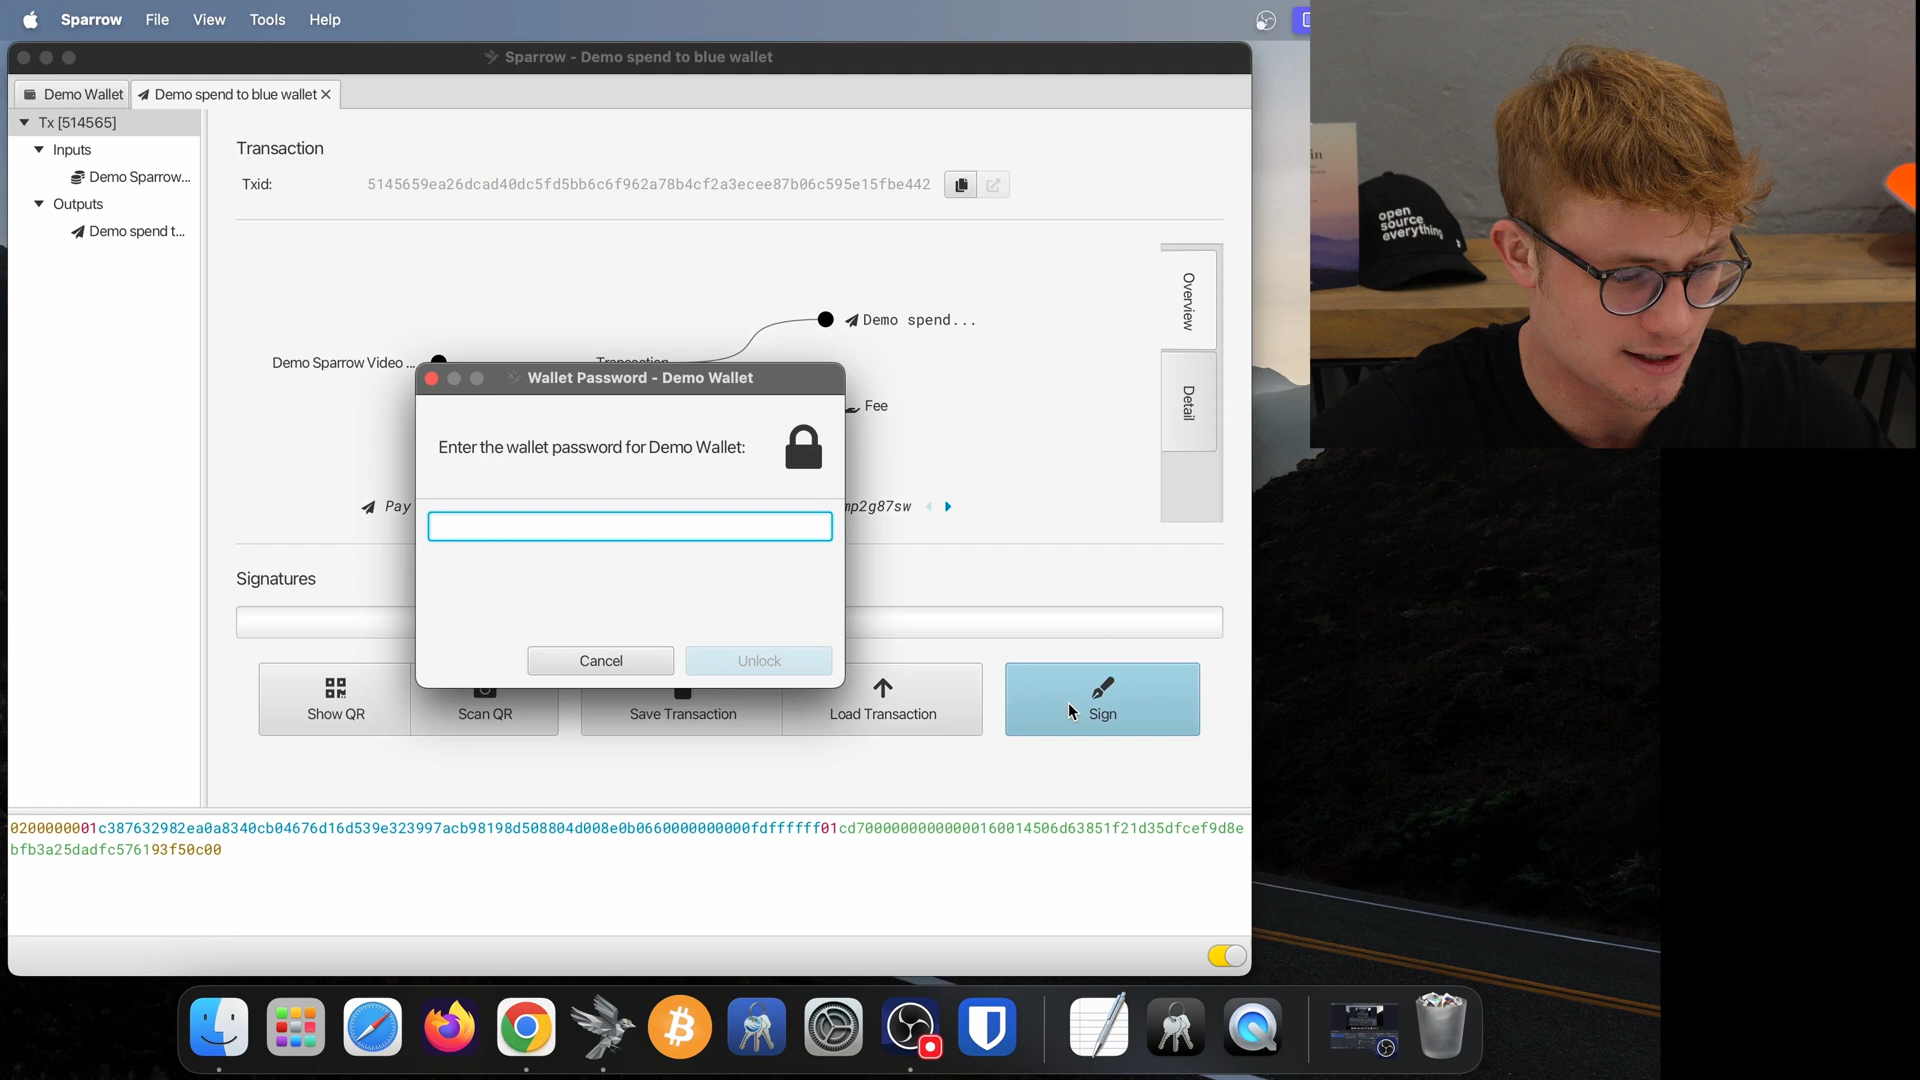 Sparrow File View Tools Help
Sparrow - Demo spend to blue wallet
Demo Wallet
Demo spend to blue wallet
Tx [514565]
Inputs
Demo Sparrow...
Outputs
Demo spend t...
Transaction
Txid: 5145659ea26dcad40dc5fd5bb6c6f962a78b4cf2a3ecee87b06c595e15fbe442
Overview
Detail
Demo spend...
Demo Sparrow Video ...
Transaction
Fee
Pay
mp2g87sw
Wallet Password - Demo Wallet
Enter the wallet password for Demo Wallet:
Cancel
Unlock
Signatures
Show QR
Scan QR
Save Transaction
Load Transaction
Sign
0200000001c387632982ea0a8340cb04676d16d539e323997acb98198d508804d008e0b0660000000000fdffffff01cd70000000000000160014506d63851f21d35dfcef9d8e
bfb3a25dadfc576193f50c00
open
source
everything
in